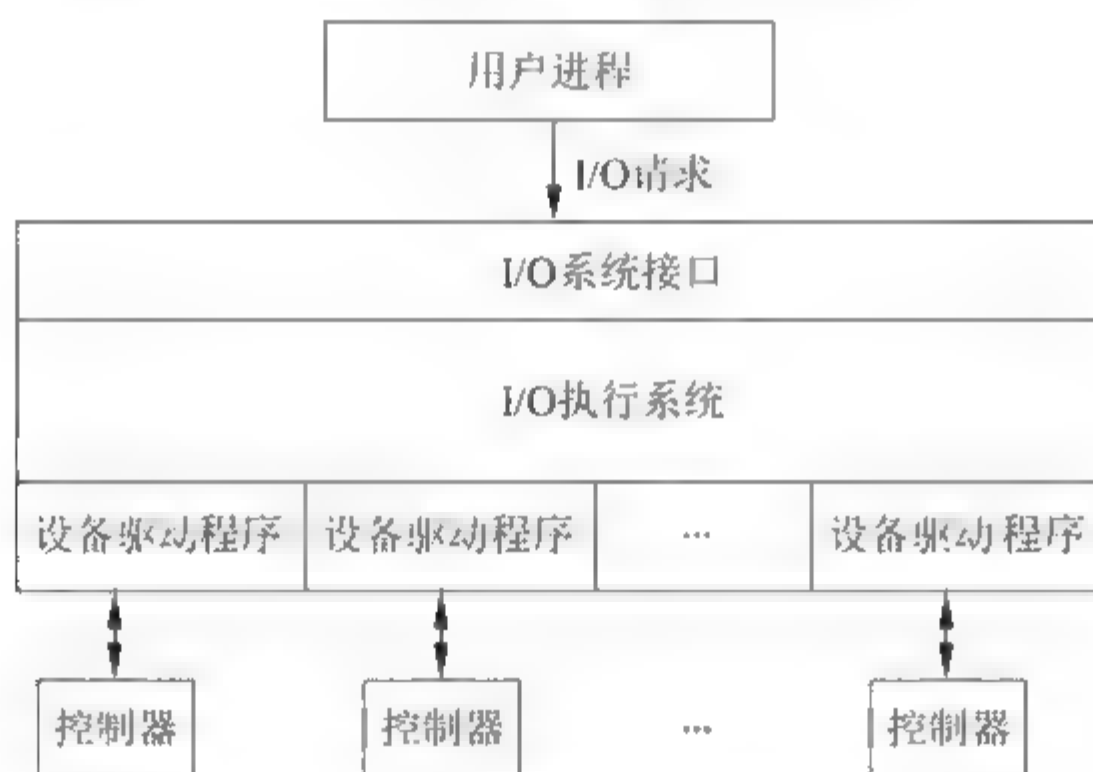 用户进程
I/O请求
I/O系统接口
I/O执行系统
设备驱动程序 设备驱动程序 … 设备驱动程序
控制器 控制器 … 控制器